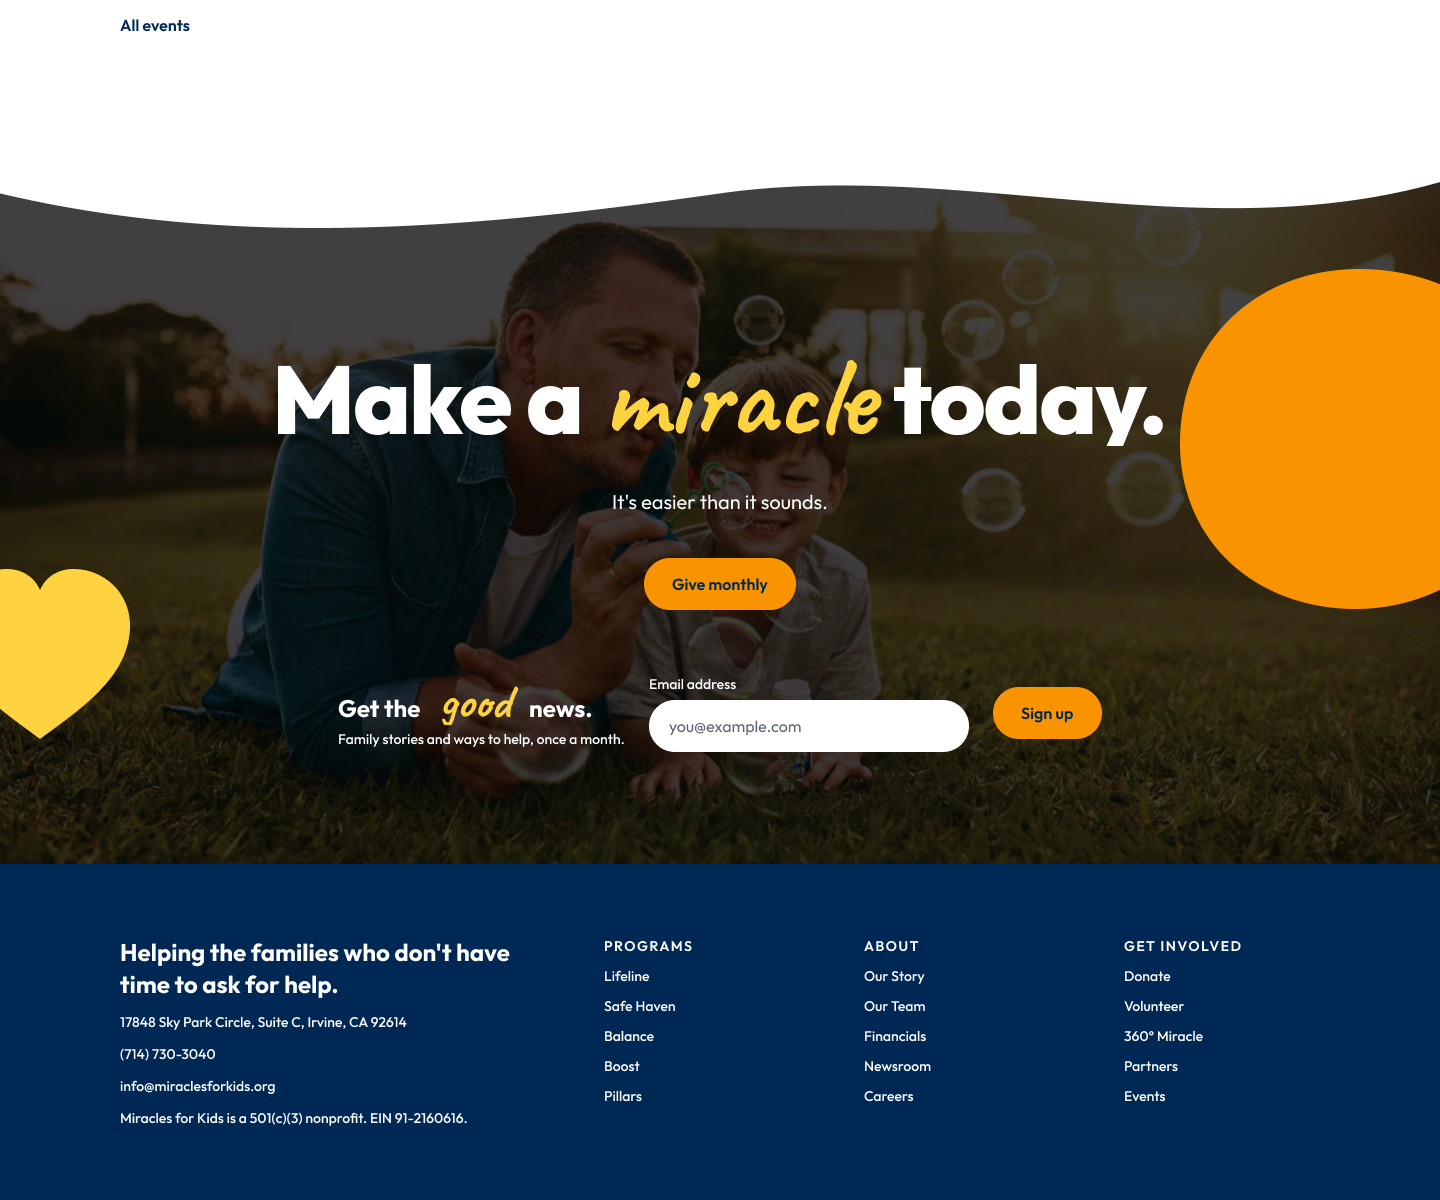 All events
Make a miracle today.
It's easier than it sounds.
Give monthly
Get the good news.
Family stories and ways to help, once a month.
Email address
you@example.com
Sign up
Helping the families who don't have
time to ask for help.
17848 Sky Park Circle, Suite C, Irvine, CA 92614
(714) 730-3040
info@miraclesforkids.org
Miracles for Kids is a 501(c)(3) nonprofit. EIN 91-2160616.
PROGRAMS
Lifeline
Safe Haven
Balance
Boost
Pillars
ABOUT
Our Story
Our Team
Financials
Newsroom
Careers
GET INVOLVED
Donate
Volunteer
360° Miracle
Partners
Events